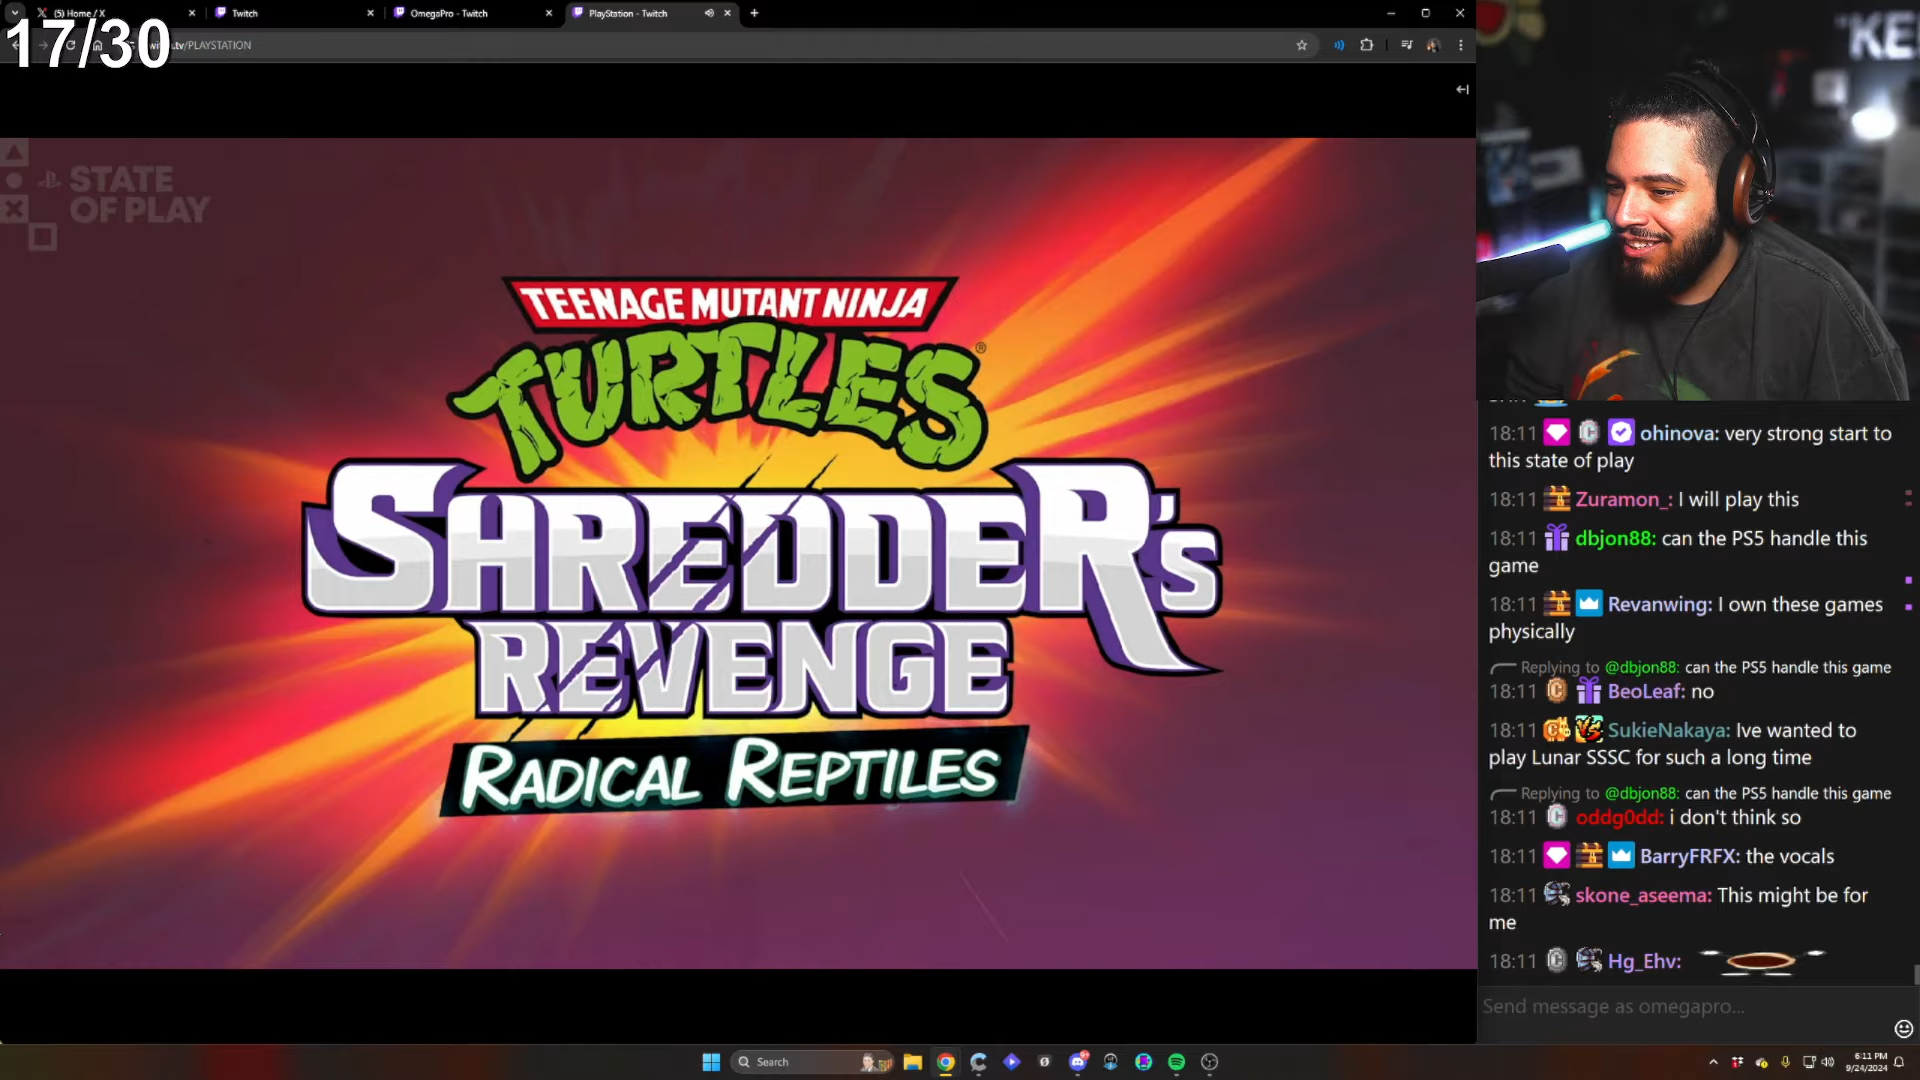 (5) Home / X
Twitch
OmegaPro - Twitch
PlayStation - Twitch
17/30
tv/PLAYSTATION
"KE
STATE
OF PLAY
TEENAGE MUTANT NINJA
TURTLES®
SHREDDER'S
REVENGE
RADICAL REPTILES
18:11 ohinova: very strong start to
this state of play
18:11 Zuramon_: I will play this
18:11 dbjon88: can the PS5 handle this
game
18:11 Revanwing: I own these games
physically
Replying to @dbjon88: can the PS5 handle this game
18:11 BeoLeaf: no
18:11 SukieNakaya: Ive wanted to
play Lunar SSSC for such a long time
Replying to @dbjon88: can the PS5 handle this game
18:11 oddg0dd: i don't think so
18:11 BarryFRFX: the vocals
18:11 skone_aseema: This might be for
me
18:11 Hg_Ehv:
Send message as omegapro...
Search
6:11 PM
9/24/2024